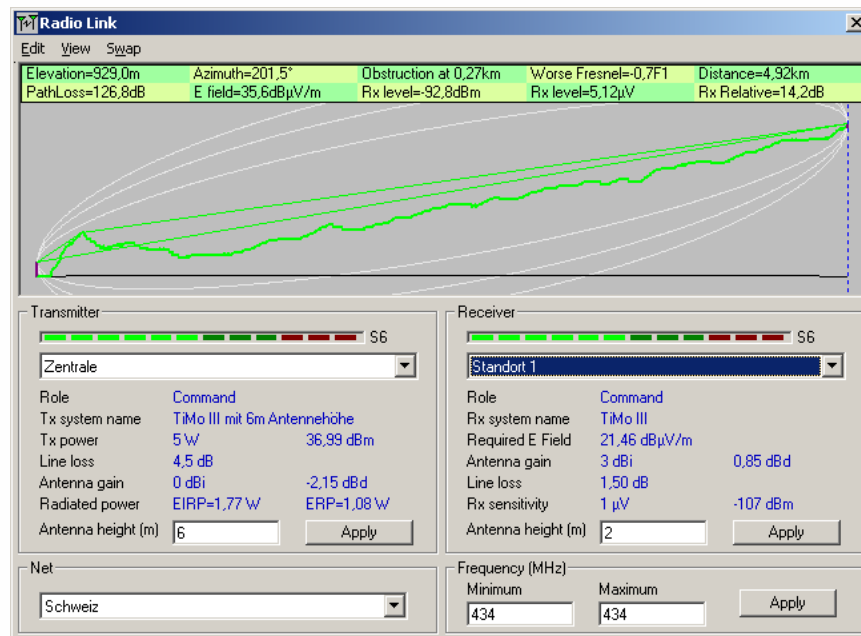 Radio Link
Edit View Swap
Elevation=929,0m Azimuth=201,5° Obstruction at 0,27km Worse Fresnel=-0,7F1 Distance=4,92km
PathLoss=126,8dB E field=35,6dBµV/m Rx level=-92,8dBm Rx level=5,12µV Rx Relative=14,2dB
Transmitter
S6
Zentrale
Role Command
Tx system name TiMo III mit 6m Antennehöhe
Tx power 5 W 36,99 dBm
Line loss 4,5 dB
Antenna gain 0 dBi -2,15 dBd
Radiated power EIRP=1,77 W ERP=1,08 W
Antenna height (m) 6 Apply
Receiver
S6
Standort 1
Role Command
Rx system name TiMo III
Required E Field 21,46 dBµV/m
Antenna gain 3 dBi 0,85 dBd
Line loss 1,50 dB
Rx sensitivity 1 µV -107 dBm
Antenna height (m) 2 Apply
Net
Schweiz
Frequency (MHz)
Minimum Maximum
434 434 Apply